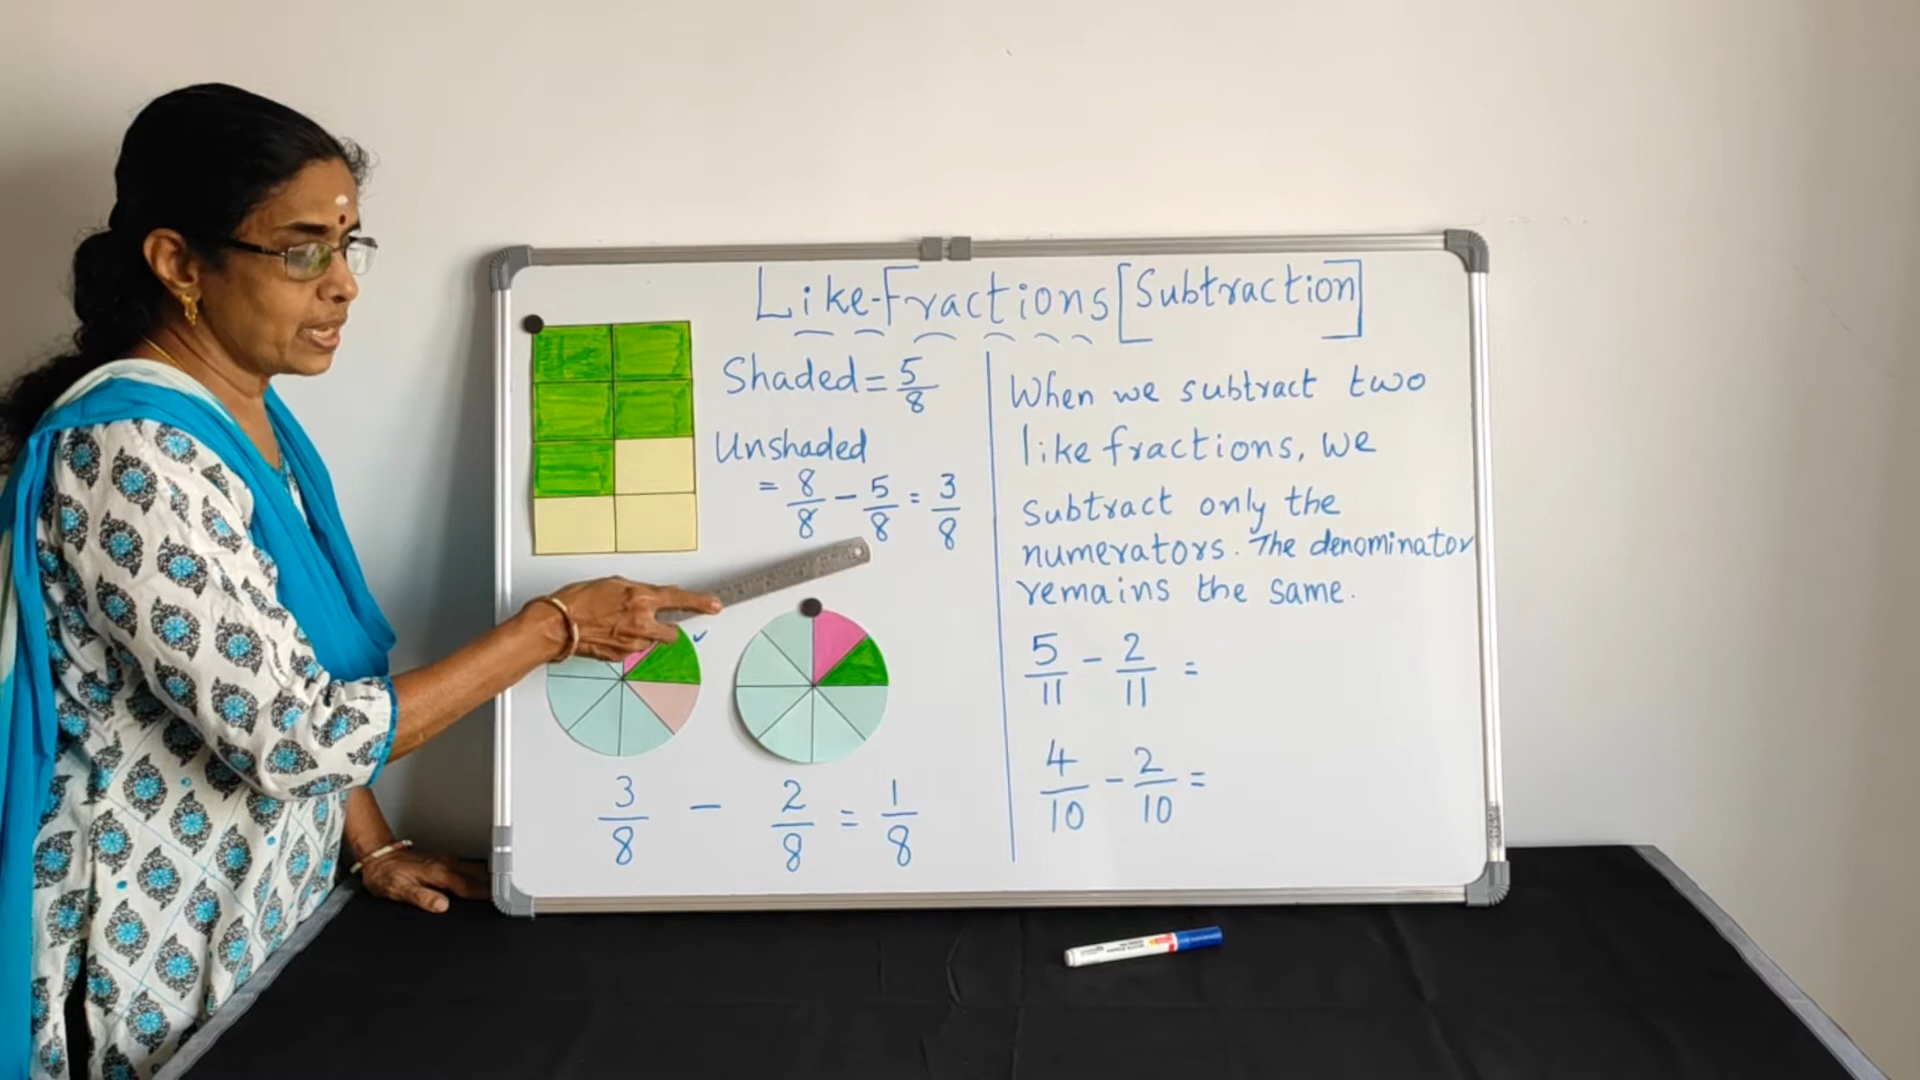 Like-Fractions [Subtraction]
Shaded = 5/8
Unshaded
= 8/8 - 5/8 = 3/8
3/8 - 2/8 = 1/8
When we subtract two
like fractions, we
subtract only the
numerators. The denominator
remains the same.
5/11 - 2/11 =
4/10 - 2/10 =